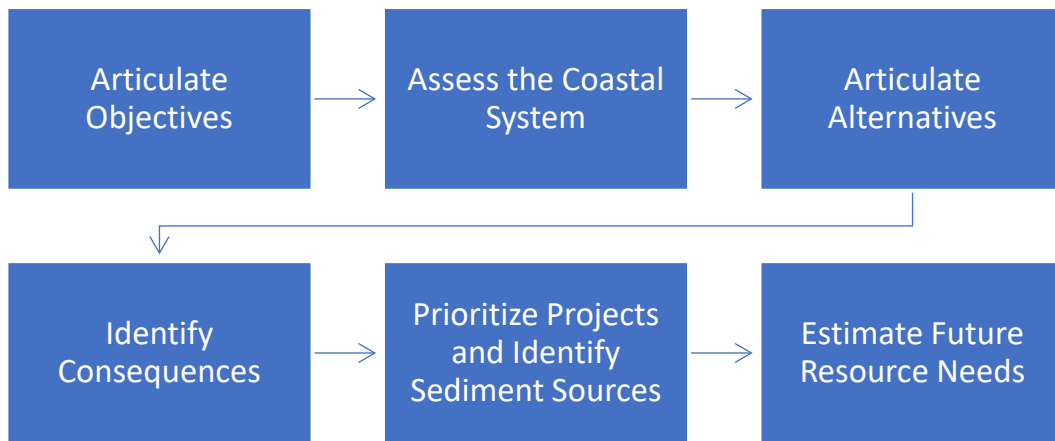 Articulate
Objectives
Assess the Coastal
System
Articulate
Alternatives
Identify
Consequences
Prioritize Projects
and Identify
Sediment Sources
Estimate Future
Resource Needs